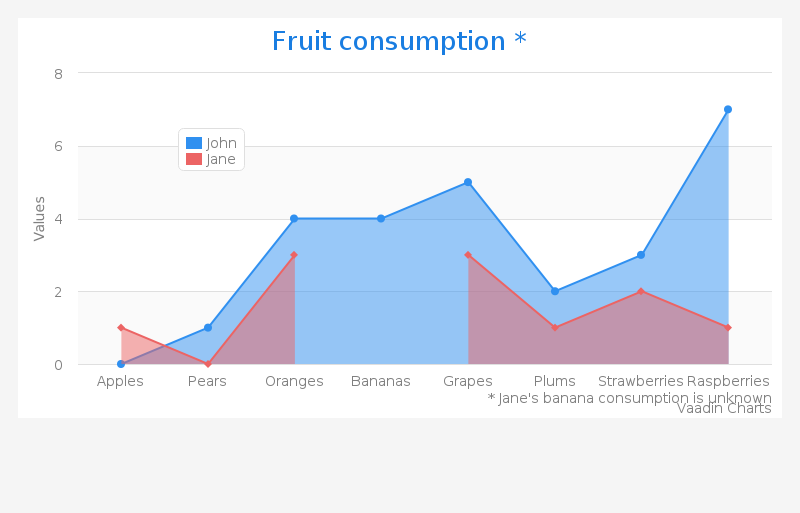 Fruit consumption *
8
6
4
2
0
Values
John
Jane
Apples Pears Oranges Bananas Grapes Plums Strawberries Raspberries
* Jane's banana consumption is unknown
Vaadin Charts